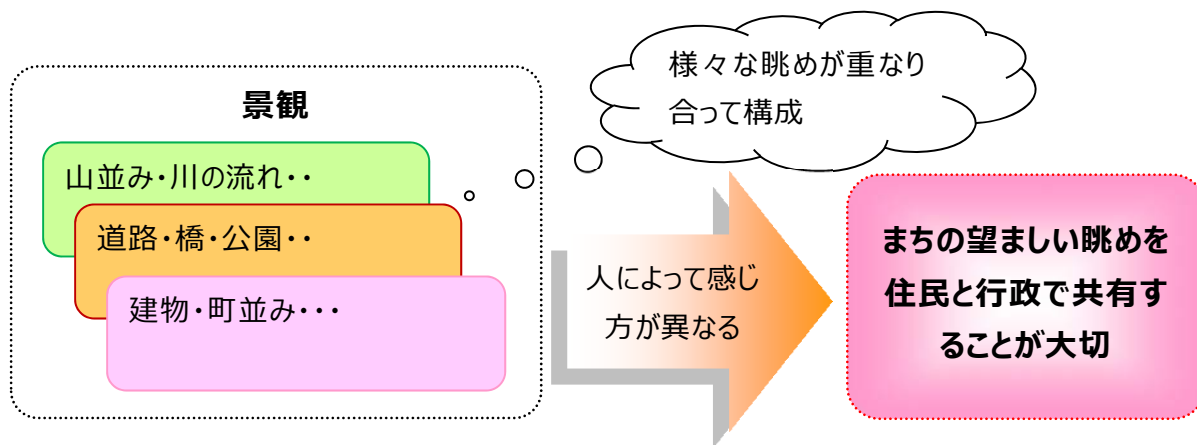 景観
山並み・川の流れ・・
道路・橋・公園・・
建物・町並み・・・
様々な眺めが重なり
合って構成
人によって感じ
方が異なる
まちの望ましい眺めを
住民と行政で共有す
ることが大切